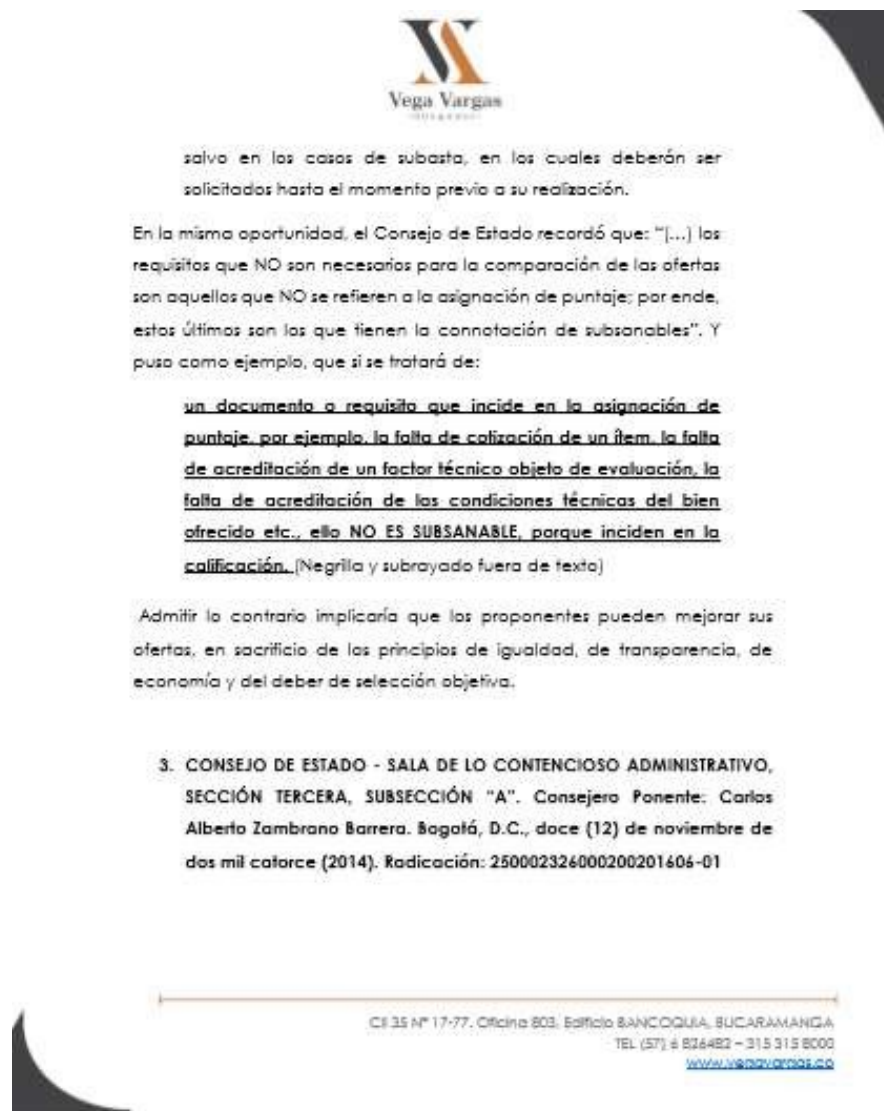 Vega Vargas
salvo en los casos de subasta, en los cuales deberán ser
solicitados hasta el momento previo a su realización.
En la misma oportunidad, el Consejo de Estado recordó que: “(...) los
requisitos que NO son necesarios para la comparación de las ofertas
son aquellos que NO se refieren a la asignación de puntaje; por ende,
estos últimos son los que tienen la connotación de subsanables”. Y
puso como ejemplo, que si se tratará de:
un documento o requisito que incide en la asignación de
puntaje, por ejemplo, la falta de cotización de un ítem, la falta
de acreditación de un factor técnico objeto de evaluación, la
falta de acreditación de las condiciones técnicas del bien
ofrecido etc., ello NO ES SUBSANABLE, porque inciden en la
calificación. (Negrilla y subrayado fuera de texto)
Admitir lo contrario implicaría que los proponentes pueden mejorar sus
ofertas, en sacrificio de los principios de igualdad, de transparencia, de
economía y del deber de selección objetiva.
3. CONSEJO DE ESTADO - SALA DE LO CONTENCIOSO ADMINISTRATIVO,
SECCIÓN TERCERA, SUBSECCIÓN “A”. Consejero Ponente: Carlos
Alberto Zambrano Barrera. Bogotá, D.C., doce (12) de noviembre de
dos mil catorce (2014). Radicación: 250002326000200201606-01
Cll 35 N° 17-77. Oficina 803, Edificio BANCOQUIA, BUCARAMANGA
TEL (57) 6 826482 – 315 315 8000
www.vegavargas.co